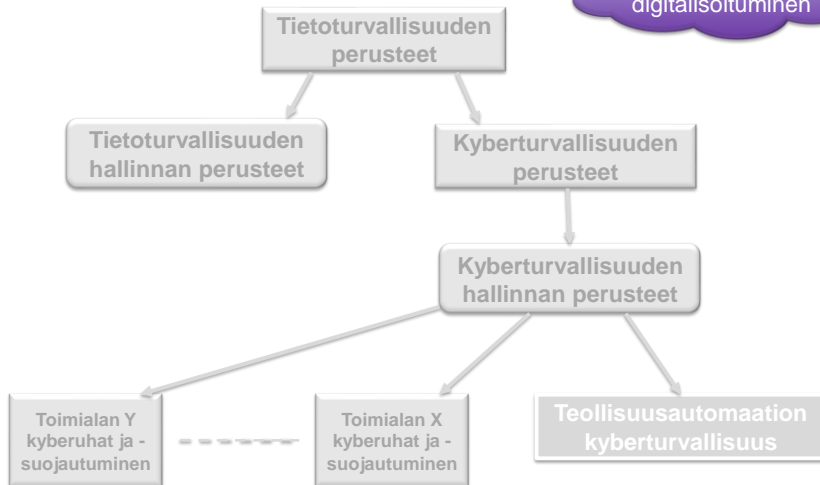 digitalisoituminen
Tietoturvallisuuden
perusteet
Tietoturvallisuuden
hallinnan perusteet
Kyberturvallisuuden
perusteet
Kyberturvallisuuden
hallinnan perusteet
Toimialan Y
kyberuhat ja -
suojautuminen
Toimialan X
kyberuhat ja -
suojautuminen
Teollisuusautomaation
kyberturvallisuus